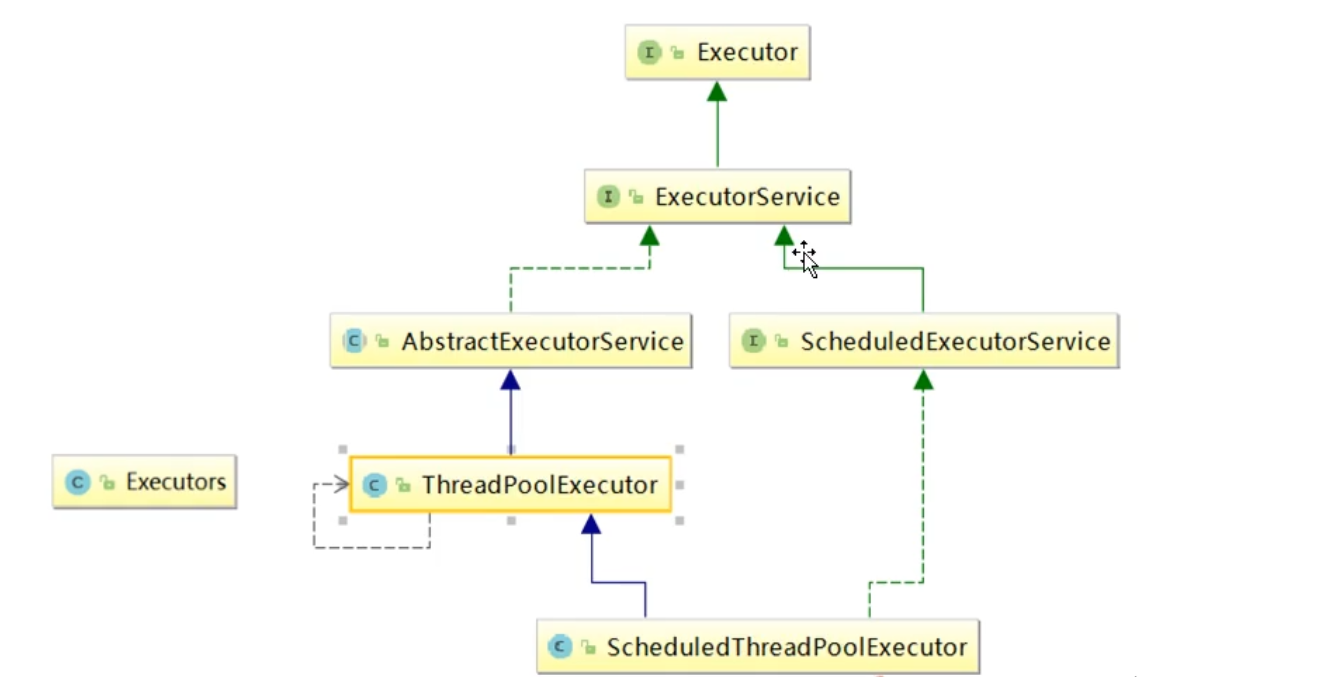 I Executor
I ExecutorService
C AbstractExecutorService
I ScheduledExecutorService
C Executors
C ThreadPoolExecutor
C ScheduledThreadPoolExecutor